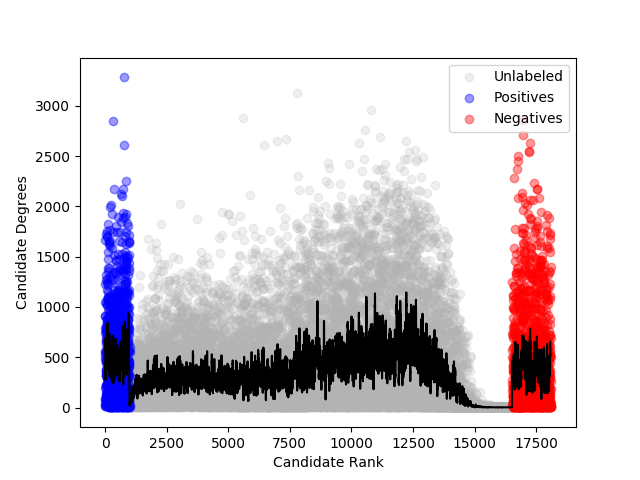 Unlabeled
Positives
Negatives
3000
2500
2000
1500
1000
500
0
Candidate Degrees
0 2500 5000 7500 10000 12500 15000 17500
Candidate Rank